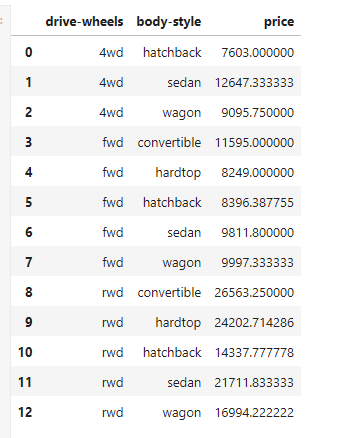 drive-wheels body-style price
0 4wd hatchback 7603.000000
1 4wd sedan 12647.333333
2 4wd wagon 9095.750000
3 fwd convertible 11595.000000
4 fwd hardtop 8249.000000
5 fwd hatchback 8396.387755
6 fwd sedan 9811.800000
7 fwd wagon 9997.333333
8 rwd convertible 26563.250000
9 rwd hardtop 24202.714286
10 rwd hatchback 14337.777778
11 rwd sedan 21711.833333
12 rwd wagon 16994.222222